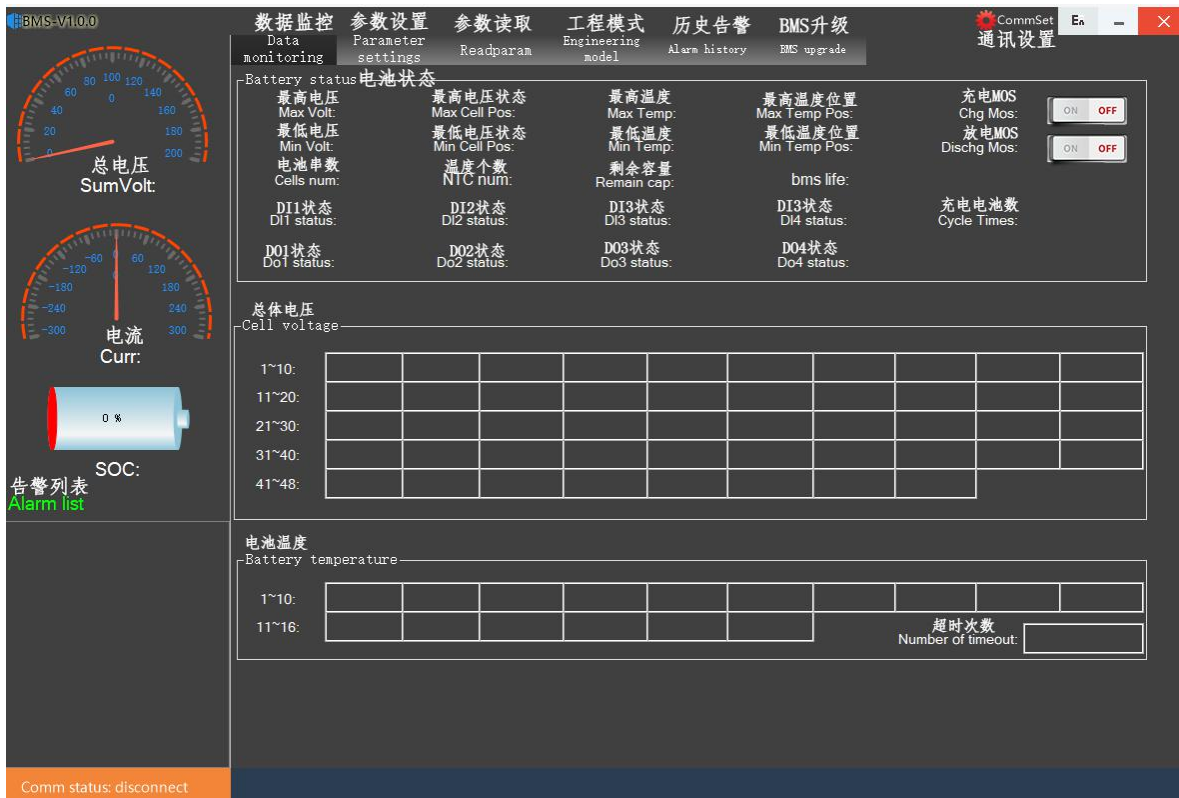 BMS-V1.0.0
数据监控 参数设置 参数读取 工程模式 历史告警 BMS升级
Data monitoring Parameter settings Readparam Engineering model Alarm history BMS upgrade
CommSet En
通讯设置
0 20 40 60 80 100 120 140 160 180 200
0
总电压
SumVolt:
-300 -240 -180 -120 -60 0 60 120 180 240 300
电流
Curr:
0 %
SOC:
告警列表
Alarm list
Battery status电池状态
最高电压 最高电压状态 最高温度 最高温度位置 充电MOS
Max Volt: Max Cell Pos: Max Temp: Max Temp Pos: Chg Mos: ON OFF
最低电压 最低电压状态 最低温度 最低温度位置 放电MOS
Min Volt: Min Cell Pos: Min Temp: Min Temp Pos: Dischg Mos: ON OFF
电池串数 温度个数 剩余容量
Cells num: NTC num: Remain cap: bms life:
DI1状态 DI2状态 DI3状态 DI3状态 充电电池数
DI1 status: DI2 status: DI3 status: DI4 status: Cycle Times:
DO1状态 DO2状态 DO3状态 DO4状态
Do1 status: Do2 status: Do3 status: Do4 status:
总体电压
Cell voltage
1~10:
11~20:
21~30:
31~40:
41~48:
电池温度
Battery temperature
1~10:
11~16:
超时次数
Number of timeout:
Comm status: disconnect